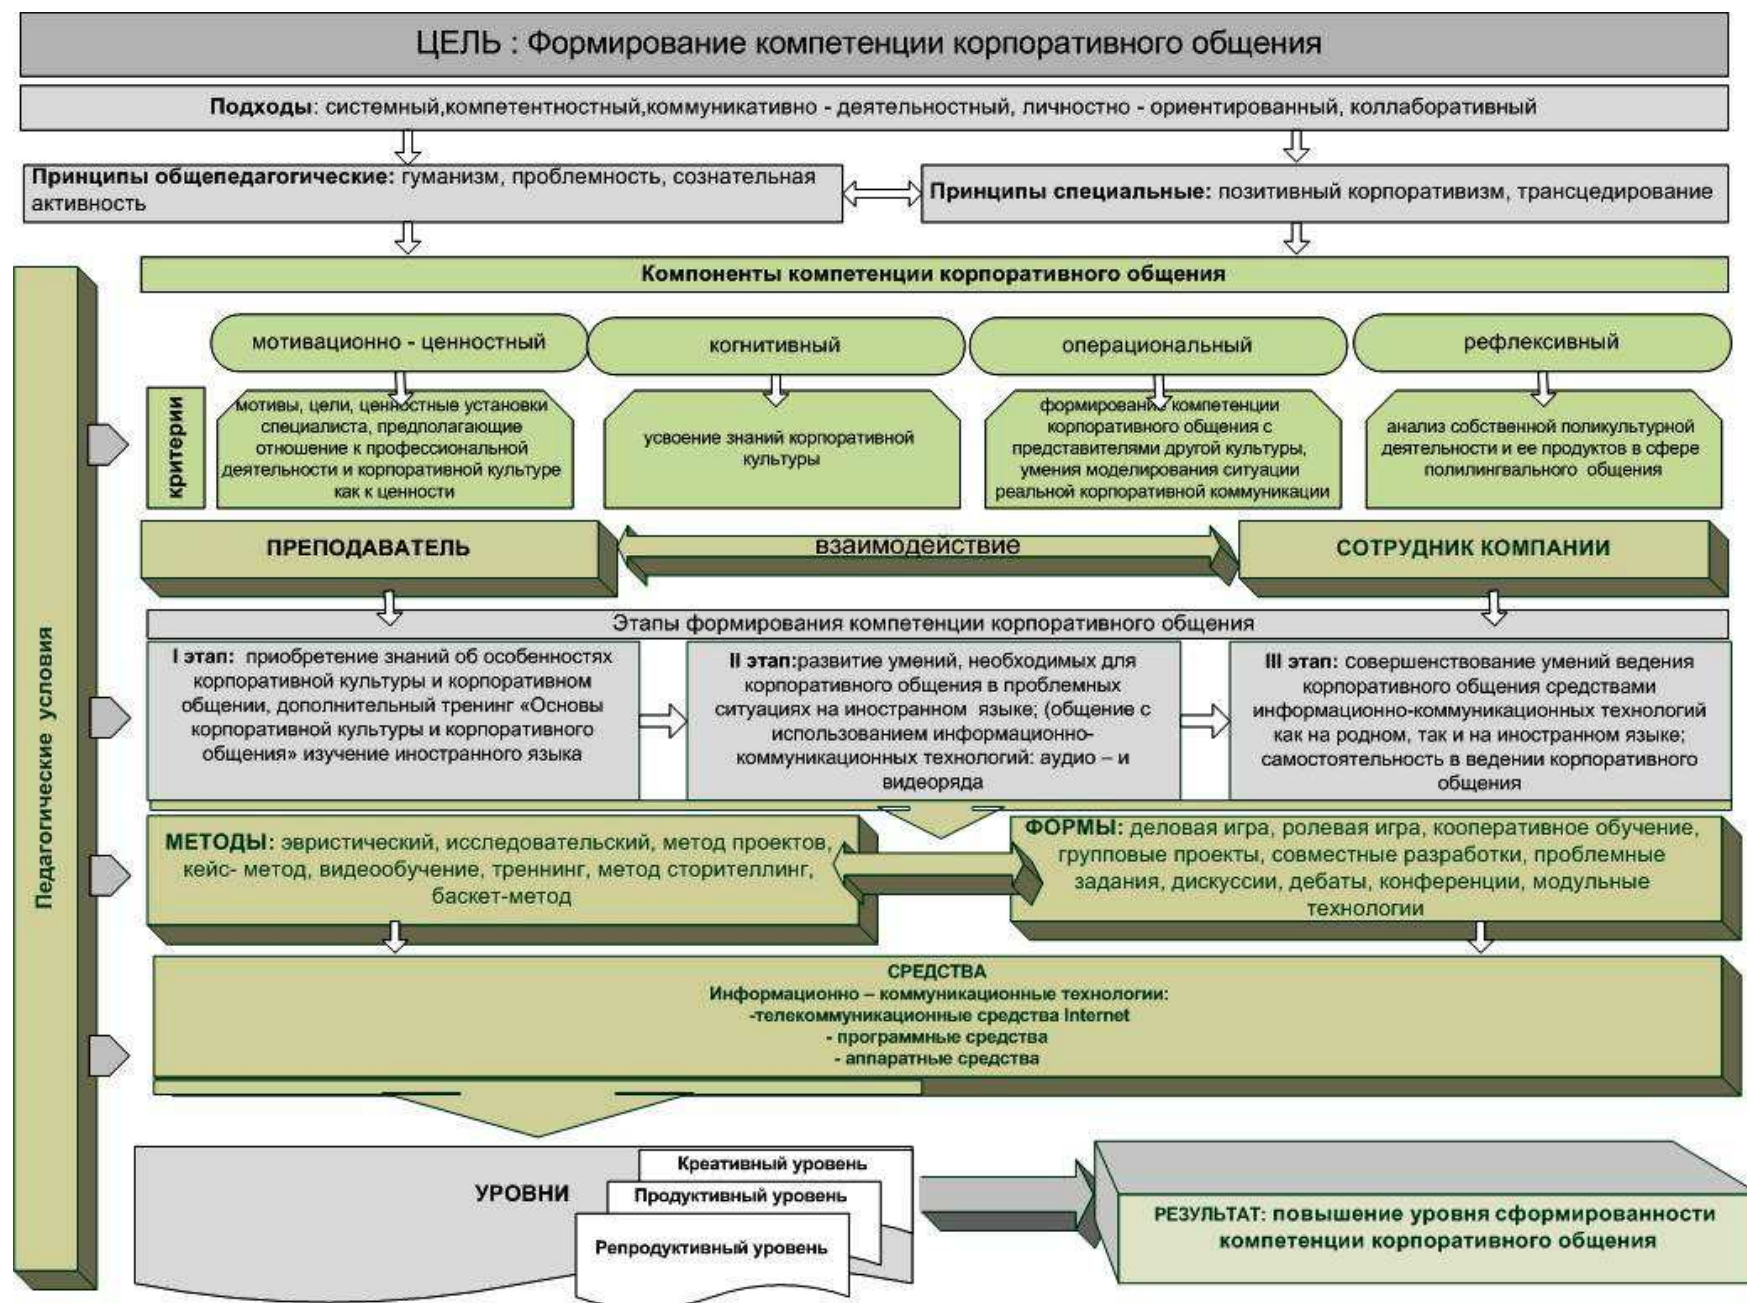 ЦЕЛЬ : Формирование компетенции корпоративного общения
Подходы: системный,компетентностный,коммуникативно - деятельностный, личностно - ориентированный, коллаборативный
Принципы общепедагогические: гуманизм, проблемность, сознательная
активность
Принципы специальные: позитивный корпоративизм, трансцедирование
Компоненты компетенции корпоративного общения
мотивационно - ценностный
когнитивный
операциональный
рефлексивный
критерии
мотивы, цели, ценностные установки
специалиста, предполагающие
отношение к профессиональной
деятельности и корпоративной культуре
как к ценности
усвоение знаний корпоративной
культуры
формирование компетенции
корпоративного общения с
представителями другой культуры,
умения моделирования ситуации
реальной корпоративной коммуникации
анализ собственной поликультурной
деятельности и ее продуктов в сфере
полилингвального общения
ПРЕПОДАВАТЕЛЬ
взаимодействие
СОТРУДНИК КОМПАНИИ
Педагогические условия
Этапы формирования компетенции корпоративного общения
I этап: приобретение знаний об особенностях
корпоративной культуры и корпоративном
общении, дополнительный тренинг «Основы
корпоративной культуры и корпоративного
общения» изучение иностранного языка
II этап:развитие умений, необходимых для
корпоративного общения в проблемных
ситуациях на иностранном языке; (общение с
использованием информационно-
коммуникационных технологий: аудио – и
видеоряда
III этап: совершенствование умений ведения
корпоративного общения средствами
информационно-коммуникационных технологий
как на родном, так и на иностранном языке;
самостоятельность в ведении корпоративного
общения
МЕТОДЫ: эвристический, исследовательский, метод проектов,
кейс- метод, видеообучение, треннинг, метод сторителлинг,
баскет-метод
ФОРМЫ: деловая игра, ролевая игра, кооперативное обучение,
групповые проекты, совместные разработки, проблемные
задания, дискуссии, дебаты, конференции, модульные
технологии
СРЕДСТВА
Информационно – коммуникационные технологии:
-телекоммуникационные средства Internet
- программные средства
- аппаратные средства
УРОВНИ
Креативный уровень
Продуктивный уровень
Репродуктивный уровень
РЕЗУЛЬТАТ: повышение уровня сформированности
компетенции корпоративного общения